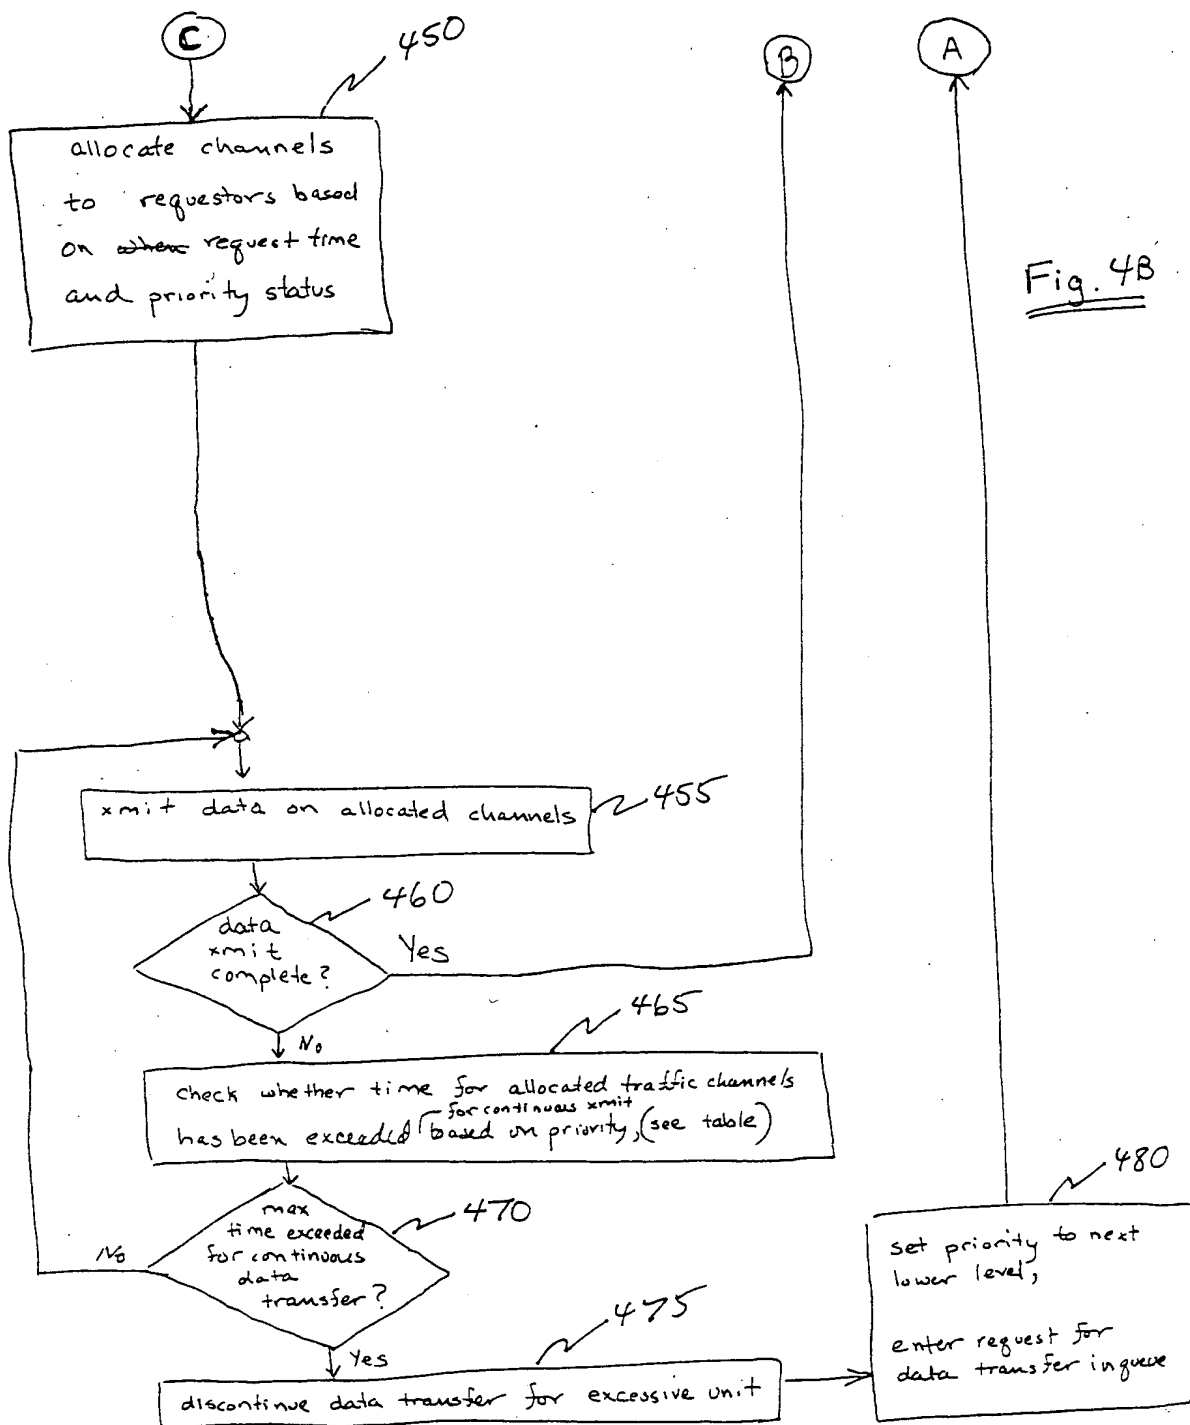 C
450
B
A
allocate channels
to requestors based
on when request time
and priority status
Fig. 4B
xmit data on allocated channels
455
460
data
xmit
complete?
Yes
465
No
check whether time for allocated traffic channels
for continuous xmit
has been exceeded based on priority, (see table)
470
max
time exceeded
for continuous
data
transfer?
No
480
set priority to next
lower level,
enter request for
data transfer in queue
475
Yes
discontinue data transfer for excessive unit